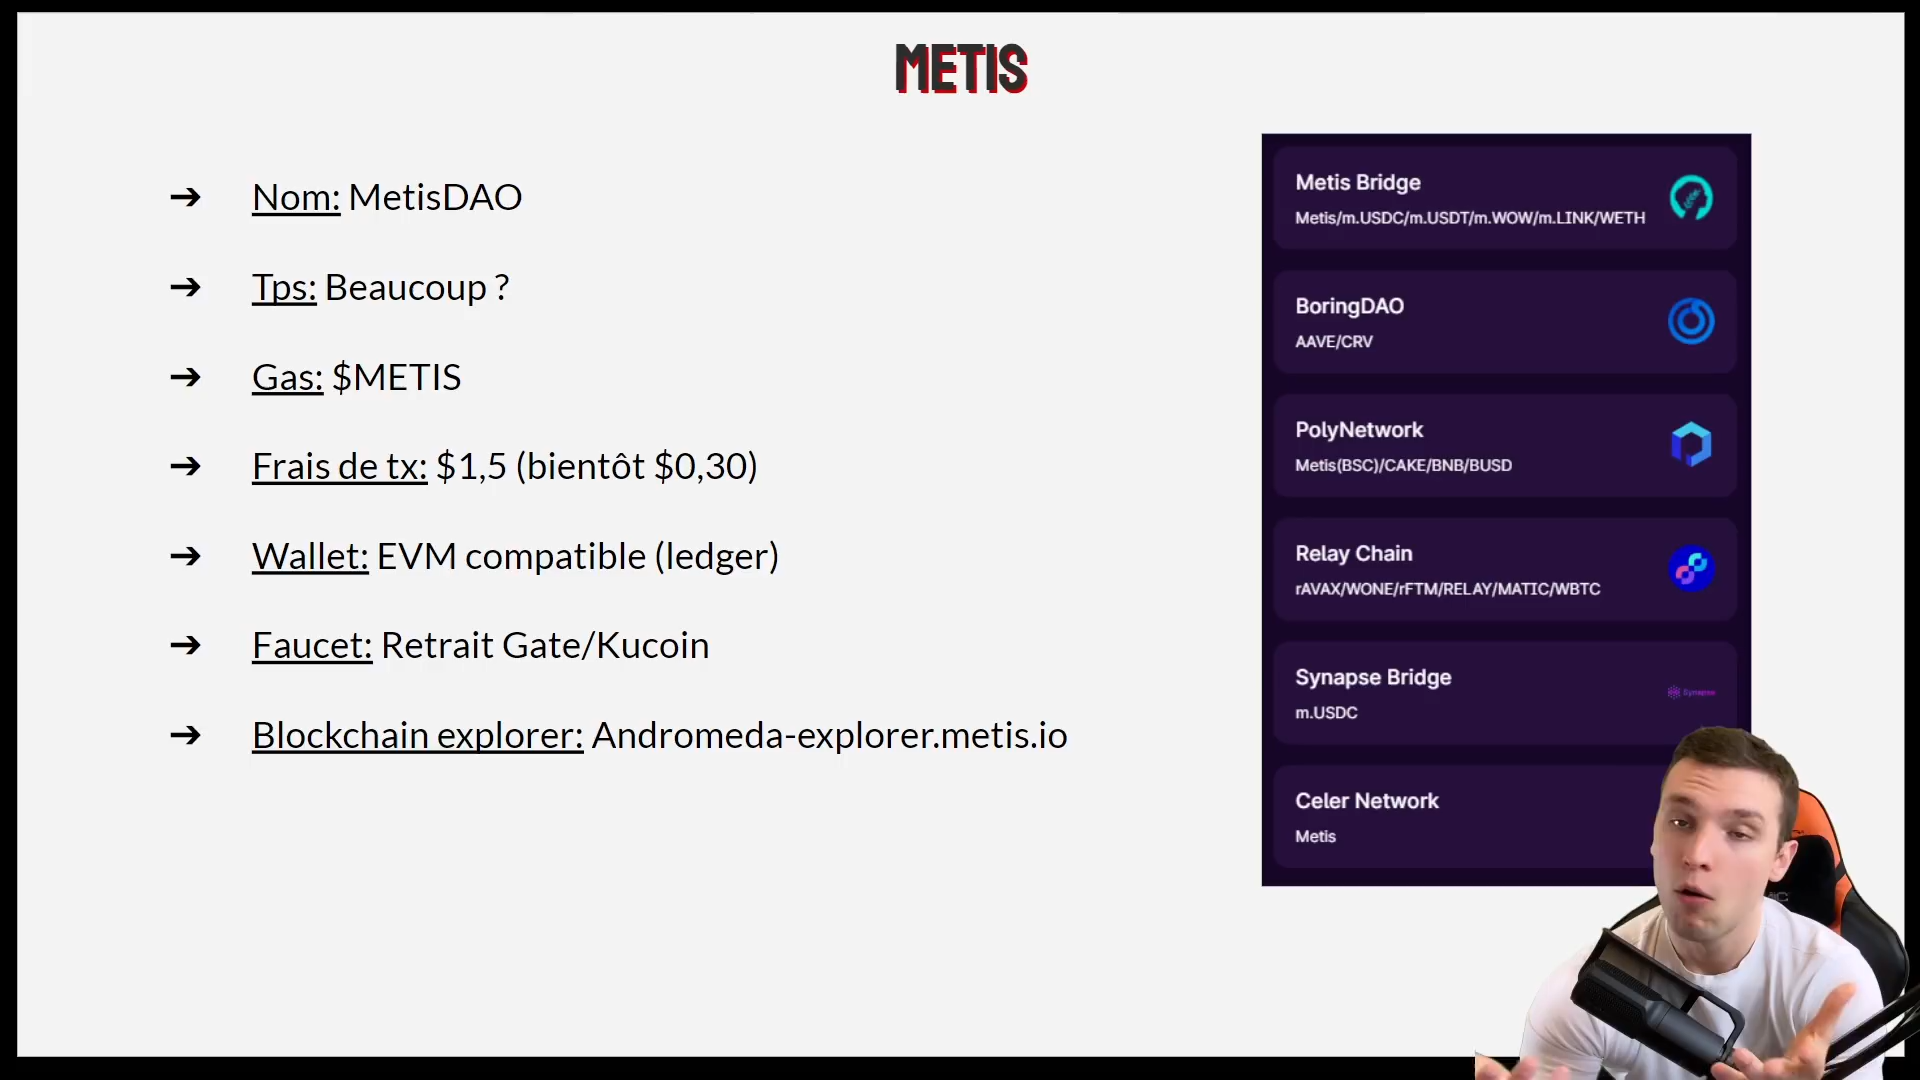 METIS
➔ Nom: MetisDAO
➔ Tps: Beaucoup ?
➔ Gas: $METIS
➔ Frais de tx: $1,5 (bientôt $0,30)
➔ Wallet: EVM compatible (ledger)
➔ Faucet: Retrait Gate/Kucoin
➔ Blockchain explorer: Andromeda-explorer.metis.io
Metis Bridge
Metis/m.USDC/m.USDT/m.WOW/m.LINK/WETH
BoringDAO
AAVE/CRV
PolyNetwork
Metis(BSC)/CAKE/BNB/BUSD
Relay Chain
rAVAX/WONE/rFTM/RELAY/MATIC/WBTC
Synapse Bridge
m.USDC
Synapse
Celer Network
Metis